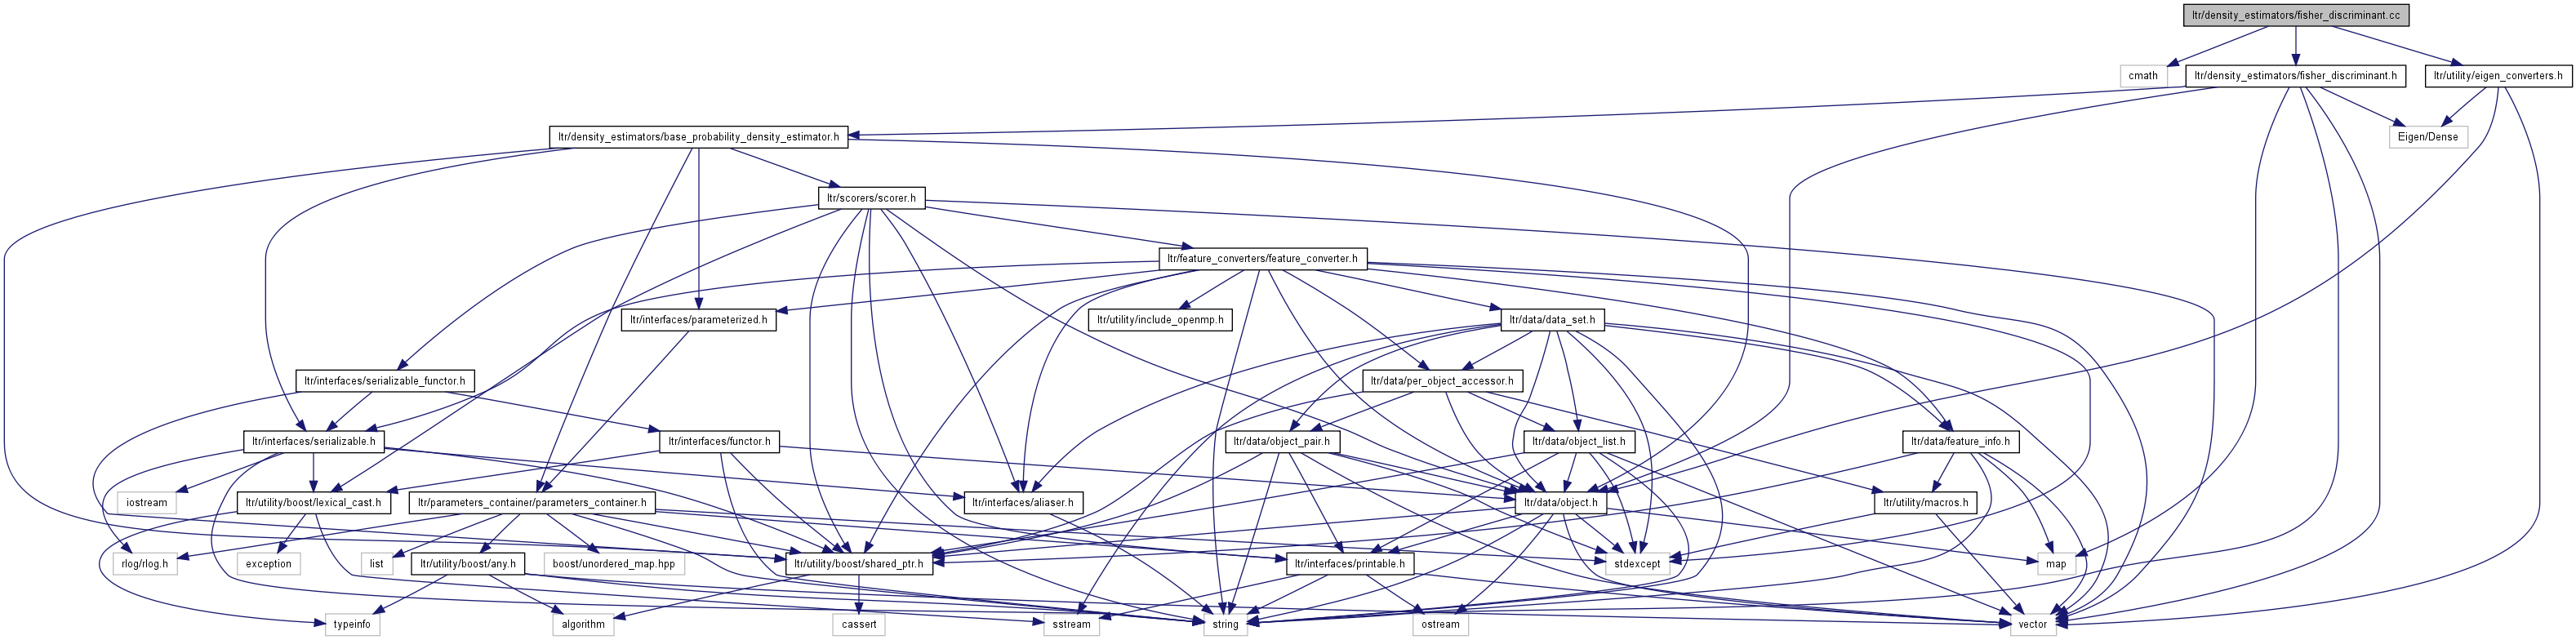 ltr/density_estimators/fisher_discriminant.cc
cmath
ltr/density_estimators/fisher_discriminant.h
ltr/utility/eigen_converters.h
ltr/density_estimators/base_probability_density_estimator.h
Eigen/Dense
ltr/scorers/scorer.h
ltr/feature_converters/feature_converter.h
ltr/interfaces/parameterized.h
ltr/utility/include_openmp.h
ltr/data/data_set.h
ltr/interfaces/serializable_functor.h
ltr/data/per_object_accessor.h
ltr/interfaces/serializable.h
ltr/interfaces/functor.h
ltr/data/object_pair.h
ltr/data/object_list.h
ltr/data/feature_info.h
iostream
ltr/utility/boost/lexical_cast.h
ltr/parameters_container/parameters_container.h
ltr/interfaces/aliaser.h
ltr/data/object.h
ltr/utility/macros.h
rlog/rlog.h
exception
list
ltr/utility/boost/any.h
boost/unordered_map.hpp
ltr/utility/boost/shared_ptr.h
ltr/interfaces/printable.h
stdexcept
map
typeinfo
algorithm
cassert
sstream
string
ostream
vector